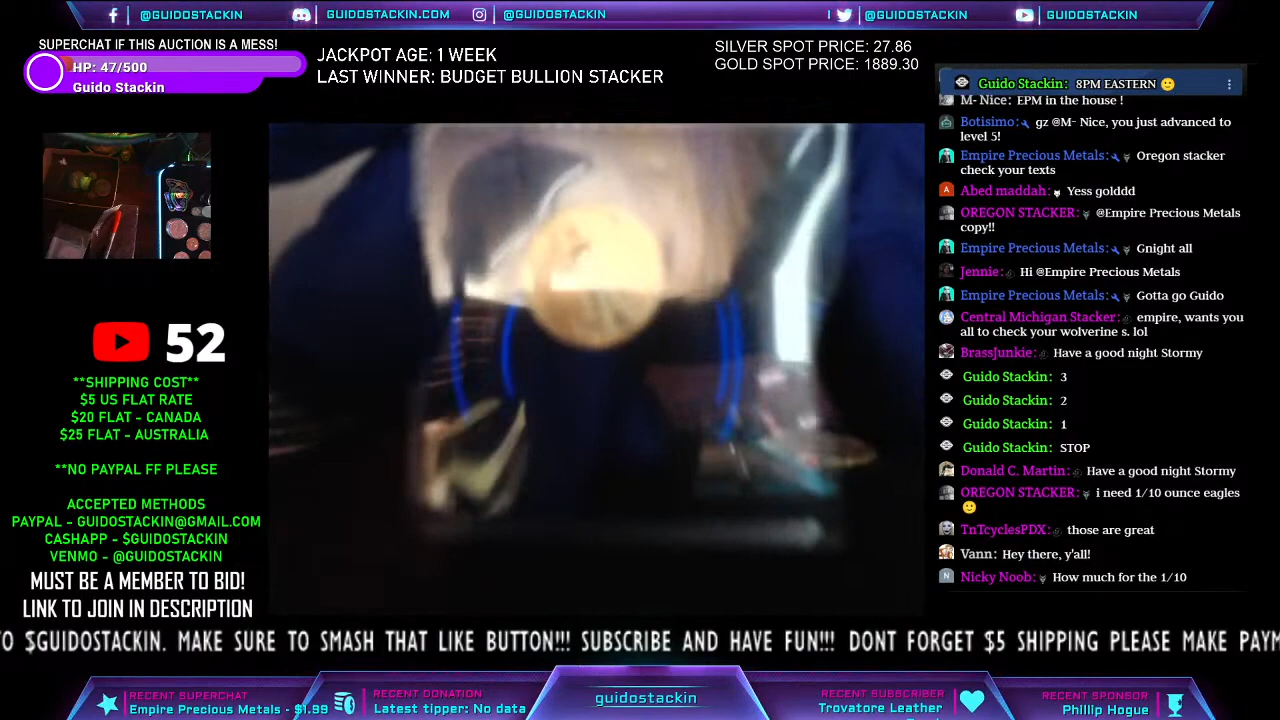 @GUIDOSTACKIN
GUIDOSTACKIN.COM
@GUIDOSTACKIN
@GUIDOSTACKIN
GUIDOSTACKIN
SUPERCHAT IF THIS AUCTION IS A MESS!
HP: 47/500
Guido Stackin
JACKPOT AGE: 1 WEEK
LAST WINNER: BUDGET BULLION STACKER
SILVER SPOT PRICE: 27.86
GOLD SPOT PRICE: 1889.30
52
**SHIPPING COST**
$5 US FLAT RATE
$20 FLAT - CANADA
$25 FLAT - AUSTRALIA
**NO PAYPAL FF PLEASE
ACCEPTED METHODS
PAYPAL - GUIDOSTACKIN@GMAIL.COM
CASHAPP - $GUIDOSTACKIN
VENMO - @GUIDOSTACKIN
MUST BE A MEMBER TO BID!
LINK TO JOIN IN DESCRIPTION
Guido Stackin: 8PM EASTERN 🙂
M- Nice: EPM in the house !
Botisimo: gz @M- Nice, you just advanced to
level 5!
Empire Precious Metals: Oregon stacker
check your texts
Abed maddah: Yess golddd
OREGON STACKER: @Empire Precious Metals
copy!!
Empire Precious Metals: Gnight all
Jennie: Hi @Empire Precious Metals
Empire Precious Metals: Gotta go Guido
Central Michigan Stacker: empire, wants you
all to check your wolverine s. lol
BrassJunkie: Have a good night Stormy
Guido Stackin: 3
Guido Stackin: 2
Guido Stackin: 1
Guido Stackin: STOP
Donald C. Martin: Have a good night Stormy
OREGON STACKER: i need 1/10 ounce eagles
🙂
TnTcyclesPDX: those are great
Vann: Hey there, y'all!
Nicky Noob: How much for the 1/10
TO $GUIDOSTACKIN. MAKE SURE TO SMASH THAT LIKE BUTTON!!! SUBSCRIBE AND HAVE FUN!!! DONT FORGET $5 SHIPPING PLEASE MAKE PAYM
RECENT SUPERCHAT
Empire Precious Metals - $1.99
RECENT DONATION
Latest tipper: No data
guidostackin
RECENT SUBSCRIBER
Trovatore Leather
RECENT SPONSOR
Phillip Hogue